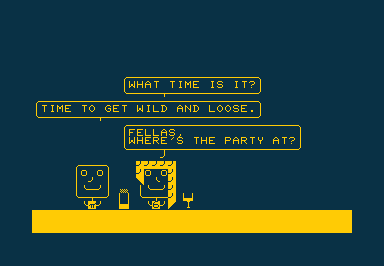 WHAT TIME IS IT?
TIME TO GET WILD AND LOOSE.
FELLAS,
WHERE'S THE PARTY AT?